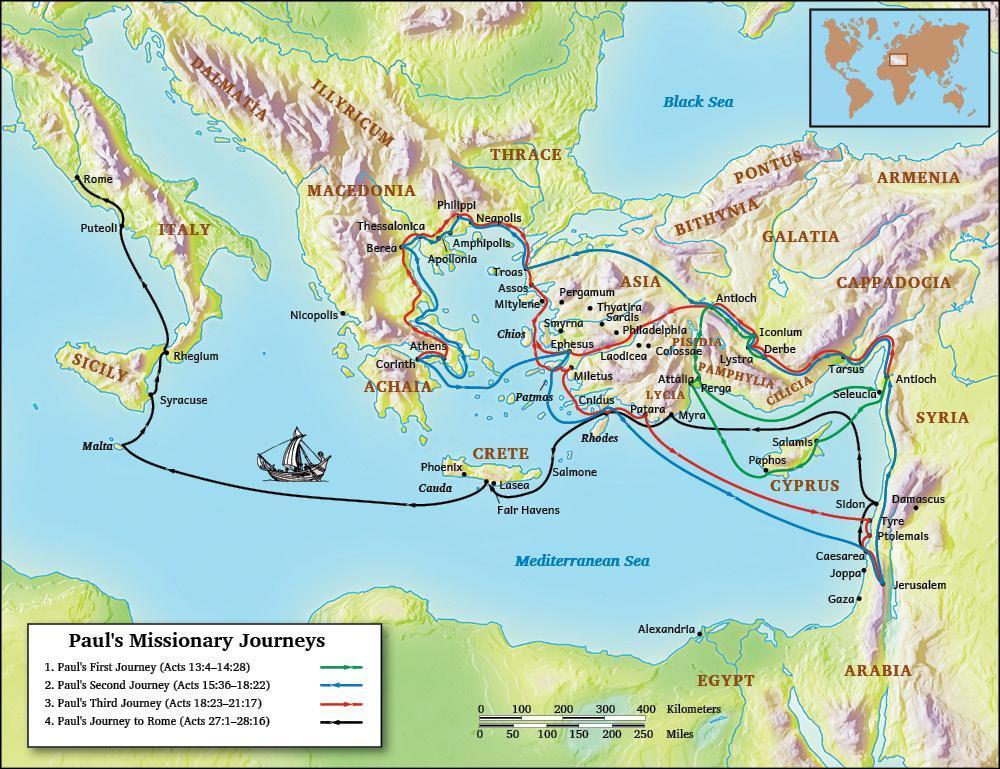 Black Sea
DALMATIA
ILLYRICUM
THRACE
PONTUS
ARMENIA
Rome
MACEDONIA
BITHYNIA
Philippi
Neapolis
Puteoli
ITALY
Thessalonica
GALATIA
Berea
Amphipolis
Apollonia
Troas
ASIA
CAPPADOCIA
Assos
Pergamum
Antioch
Mitylene
Thyatira
Nicopolis
Smyrna
Sardis
Chios
Philadelphia
Iconium
Athens
Ephesus
PISIDIA
Derbe
Rhegium
Laodicea
Colossae
Lystra
SICILY
Corinth
Tarsus
PAMPHYLIA
Miletus
Attalia
CILICIA
Antioch
ACHAIA
Perga
Patmos
LYCIA
Seleucia
Syracuse
Cnidus
Patara
Myra
SYRIA
Rhodes
Malta
Salamis
CRETE
Paphos
Phoenix
Salmone
CYPRUS
Cauda
Lasea
Sidon
Damascus
Fair Havens
Tyre
Ptolemais
Caesarea
Mediterranean Sea
Joppa
Jerusalem
Gaza
Alexandria
EGYPT
ARABIA
Paul's Missionary Journeys
1. Paul's First Journey (Acts 13:4–14:28)
2. Paul's Second Journey (Acts 15:36–18:22)
3. Paul's Third Journey (Acts 18:23–21:17)
4. Paul's Journey to Rome (Acts 27:1–28:16)
0 100 200 300 400 Kilometers
0 50 100 150 200 250 Miles